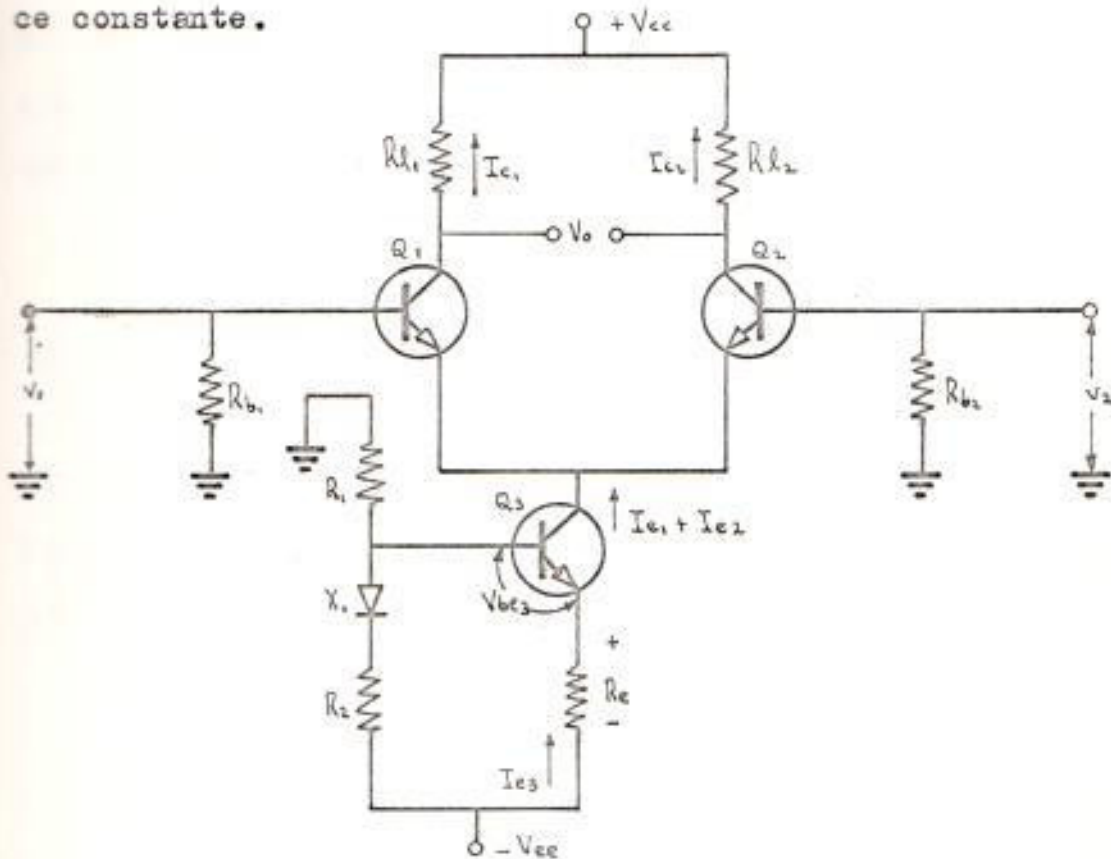 ce constante.
+ Vcc
Rl₁
Ic₁
Ic₂
Rl₂
Vo
Q₁
Q₂
v₁
Rb₁
Rb₂
v₂
R₁
Q₃
Ie₁ + Ie₂
X₁
Vbe₃
+
R₂
Re
-
Ie₃
- Vee